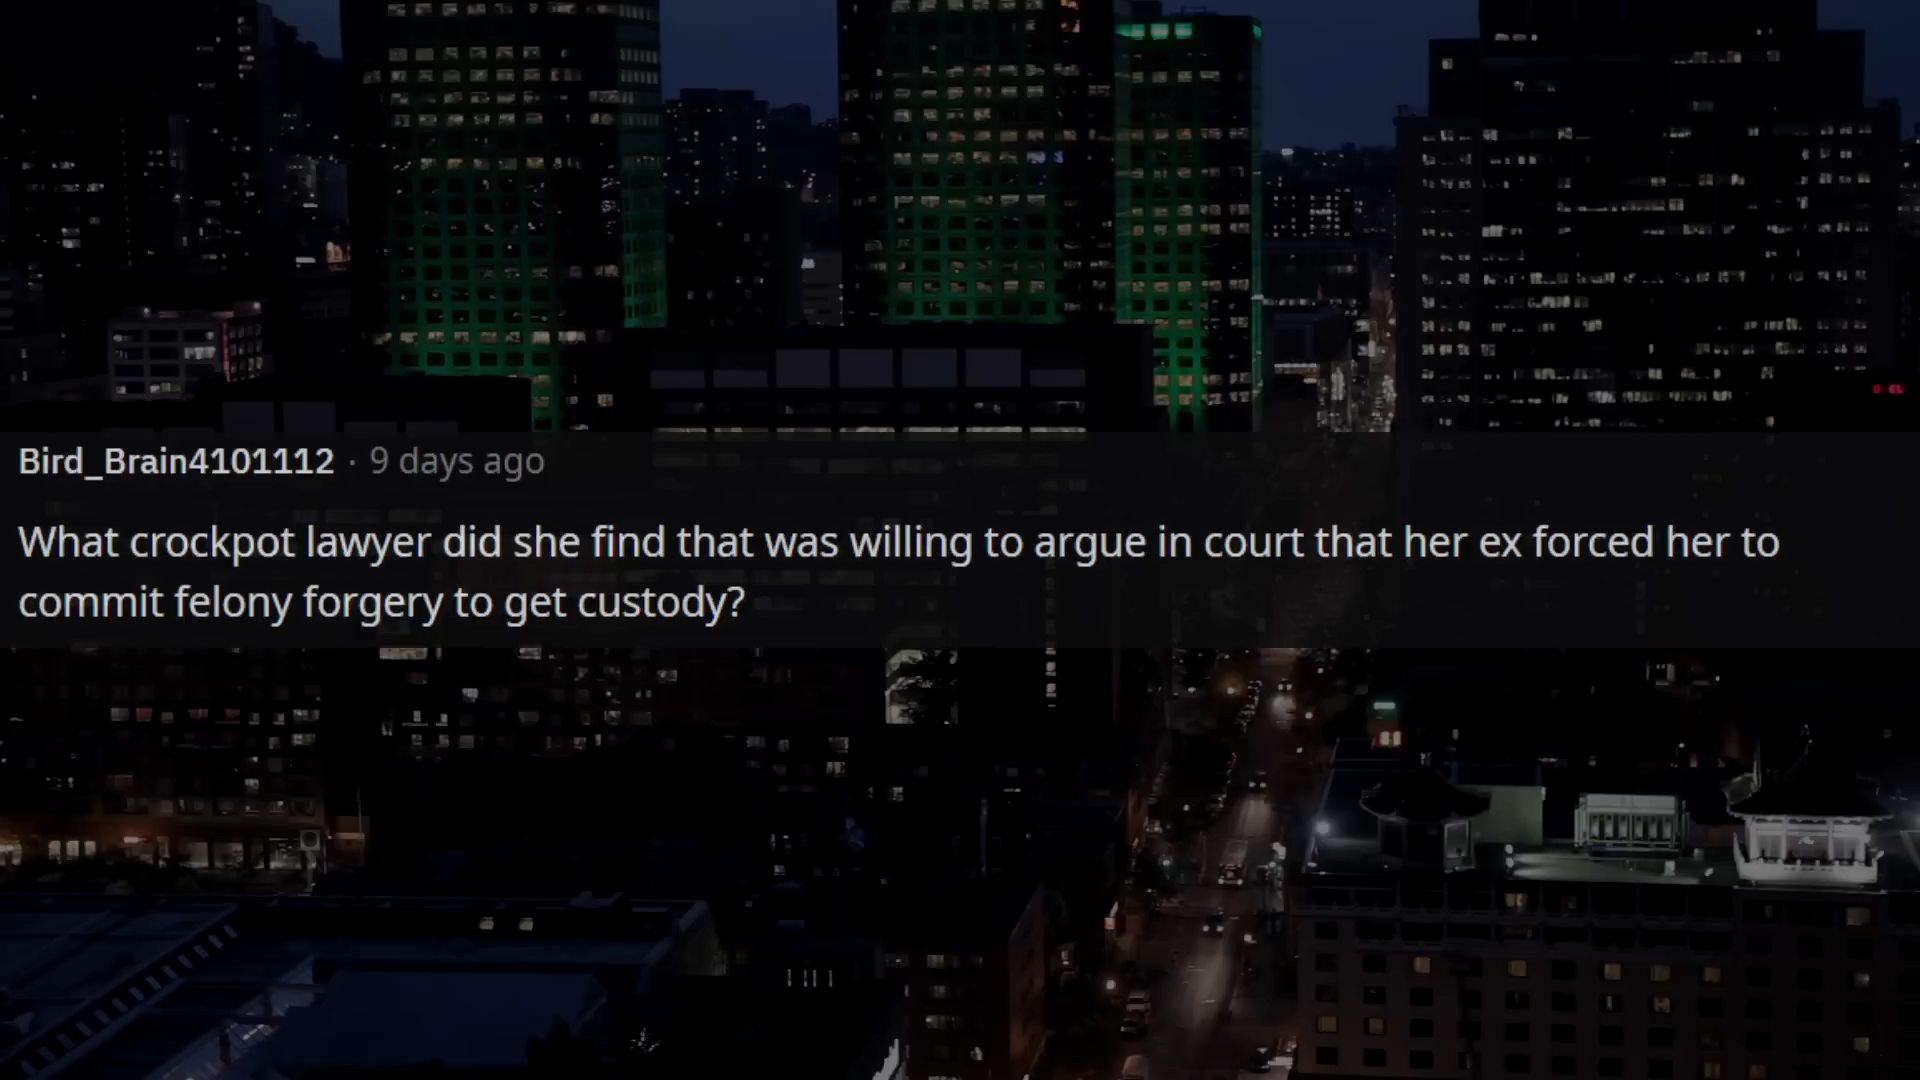 Bird_Brain4101112 · 9 days ago
What crockpot lawyer did she find that was willing to argue in court that her ex forced her to
commit felony forgery to get custody?